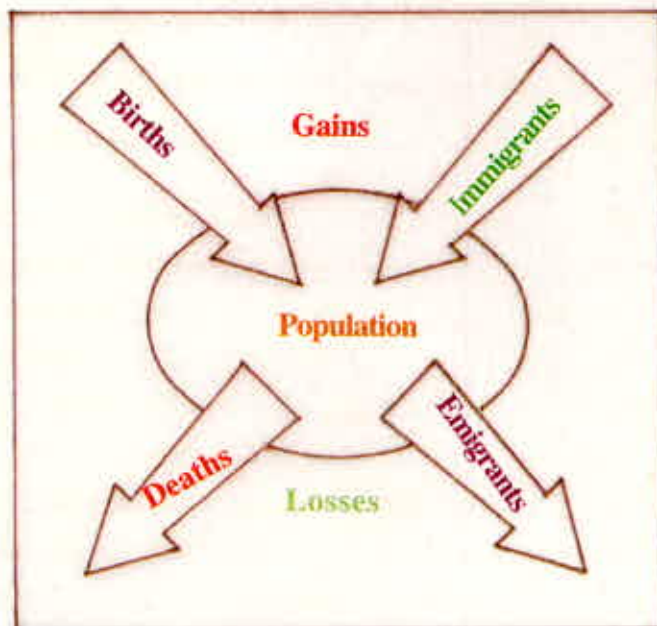 Births
Gains
Immigrants
Population
Deaths
Emigrants
Losses